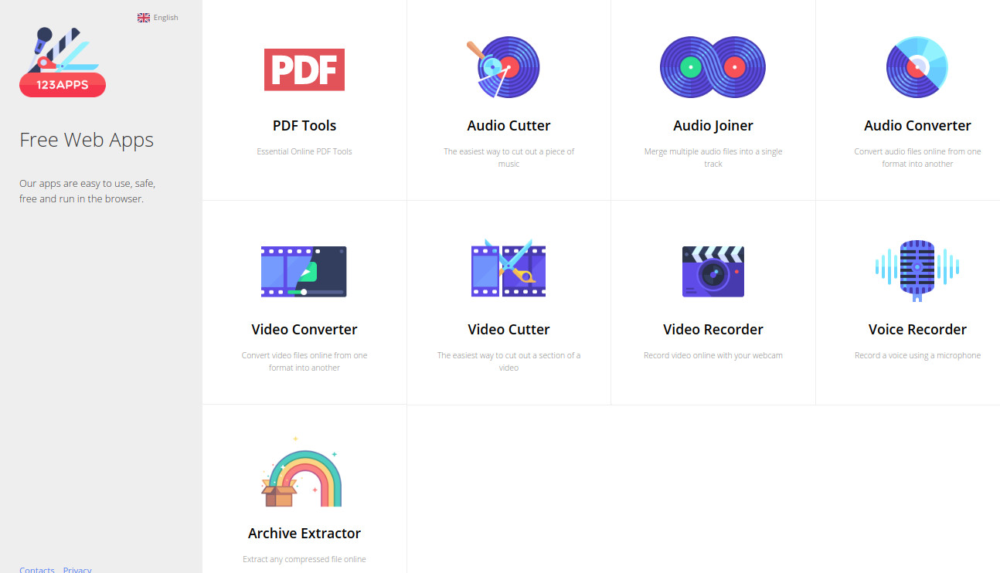 English
123APPS
Free Web Apps
Our apps are easy to use, safe,
free and run in the browser.
Contacts Privacy
PDF
PDF Tools
Essential Online PDF Tools
Audio Cutter
The easiest way to cut out a piece of
music
Audio Joiner
Merge multiple audio files into a single
track
Audio Converter
Convert audio files online from one
format into another
Video Converter
Convert video files online from one
format into another
Video Cutter
The easiest way to cut out a section of a
video
Video Recorder
Record video online with your webcam
Voice Recorder
Record a voice using a microphone
Archive Extractor
Extract any compressed file online